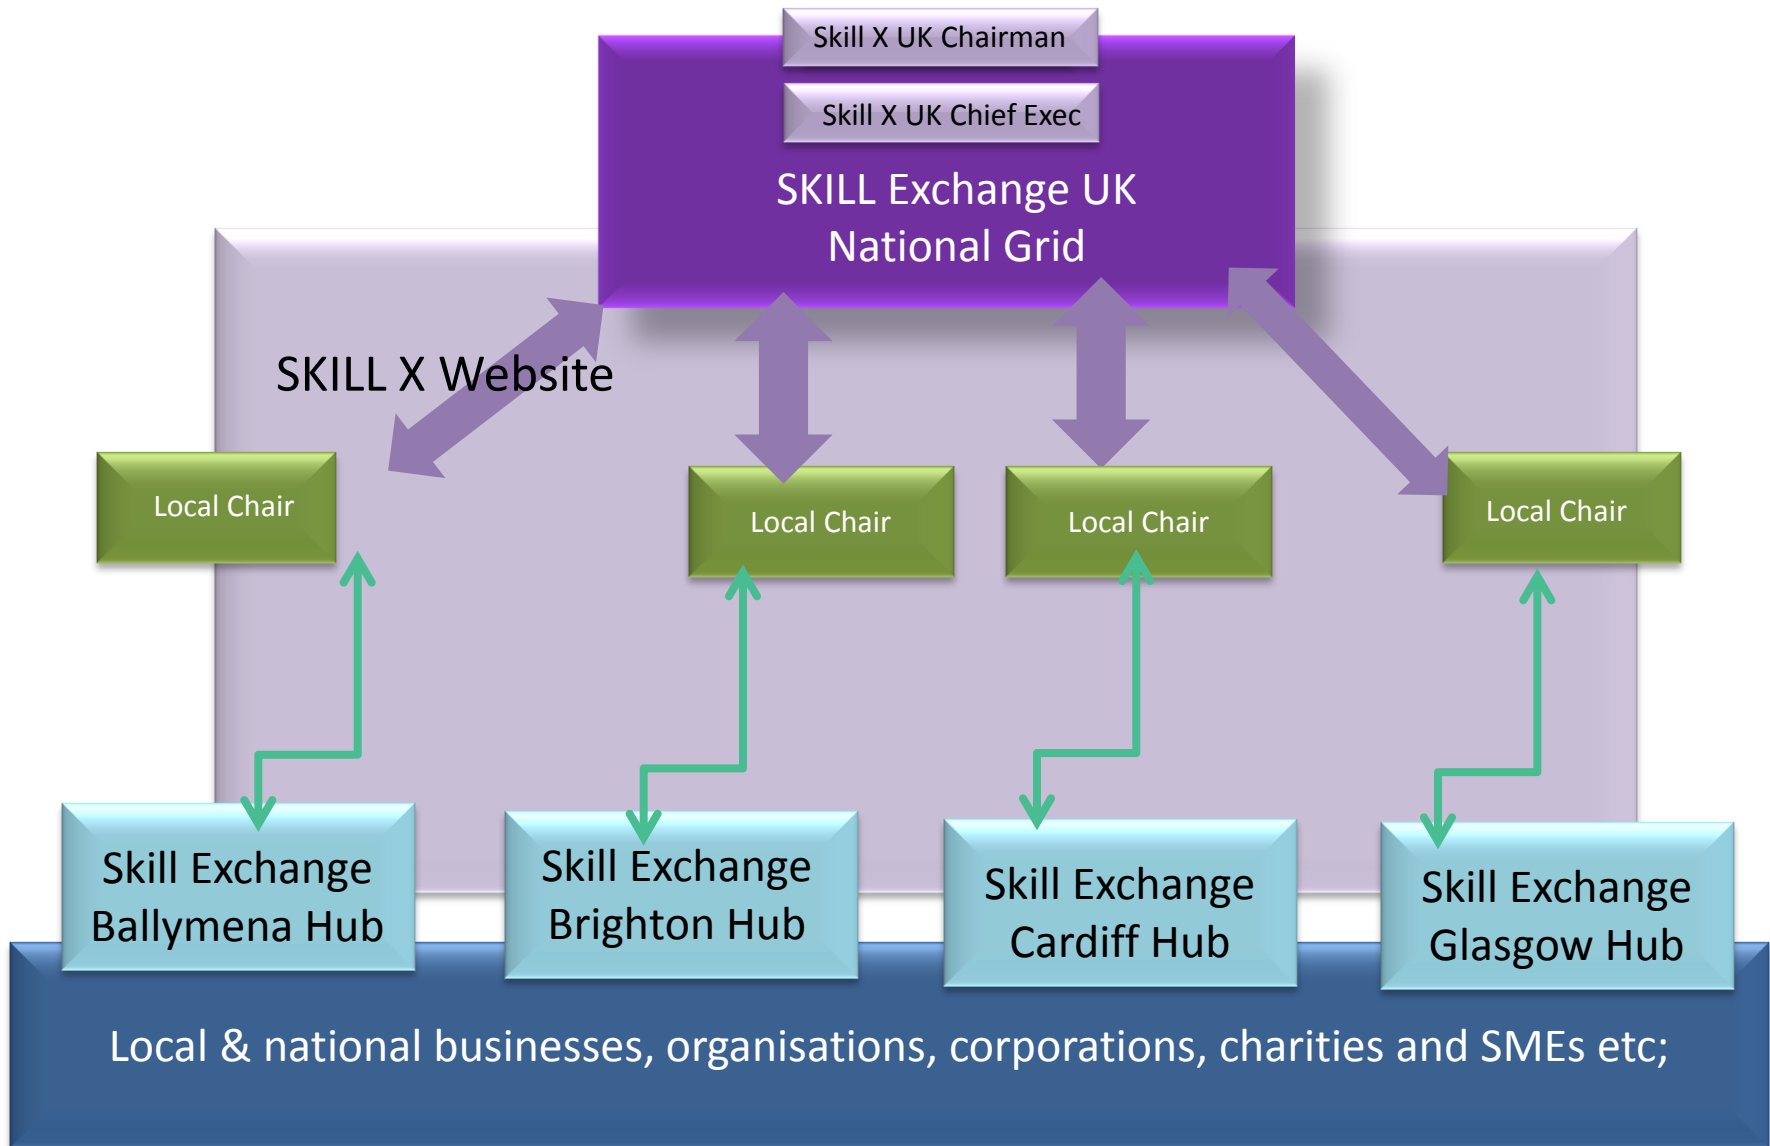 Skill X UK Chairman
Skill X UK Chief Exec
SKILL Exchange UK
National Grid
SKILL X Website
Local Chair
Local Chair
Local Chair
Local Chair
Skill Exchange
Ballymena Hub
Skill Exchange
Brighton Hub
Skill Exchange
Cardiff Hub
Skill Exchange
Glasgow Hub
Local & national businesses, organisations, corporations, charities and SMEs etc;